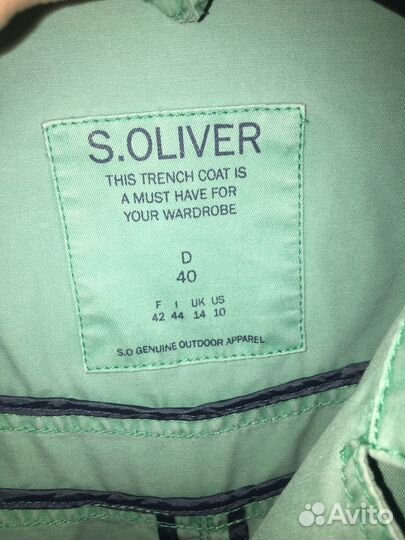 S.OLIVER
THIS TRENCH COAT IS
A MUST HAVE FOR
YOUR WARDROBE
D
40
F I UK US
42 44 14 10
S.O GENUINE OUTDOOR APPAREL
Avito